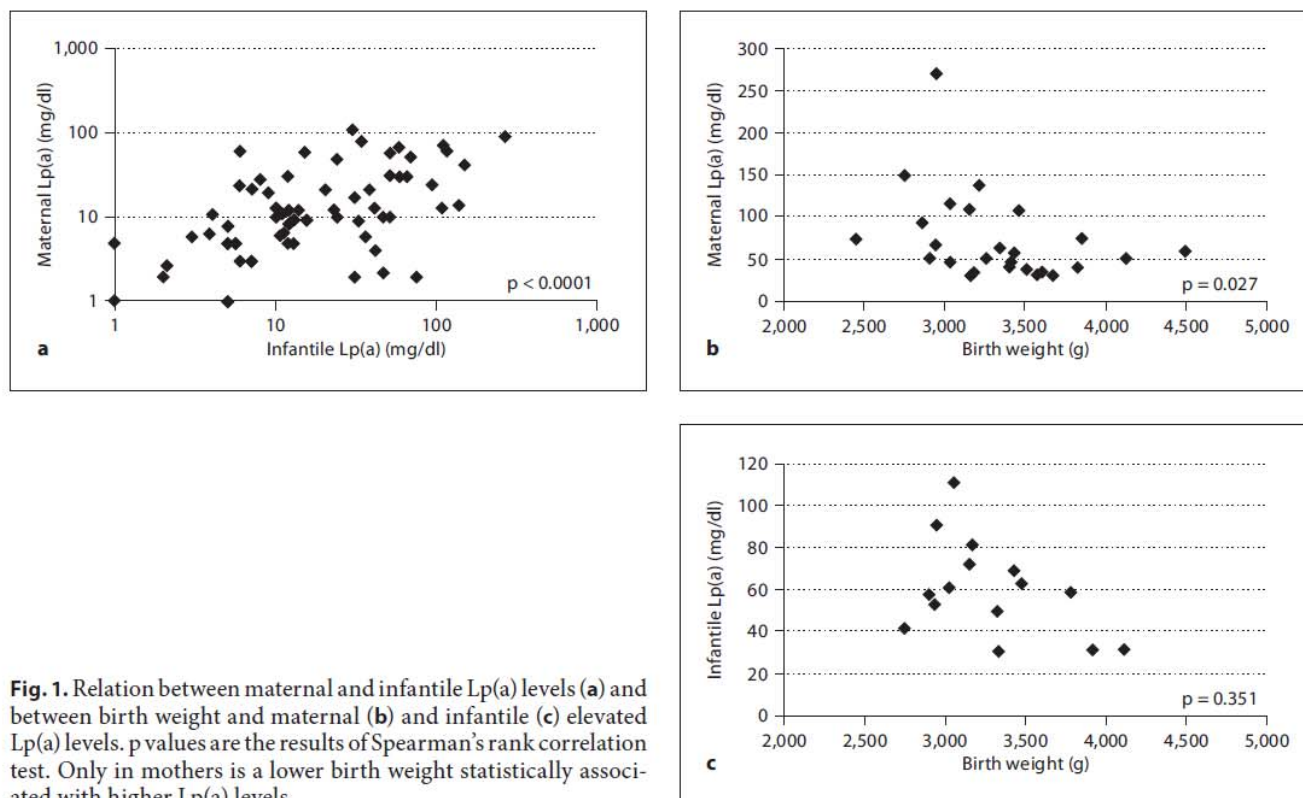 1,000
100
10
1
Maternal Lp(a) (mg/dl)
p < 0.0001
1 10 100 1,000
Infantile Lp(a) (mg/dl)
a
300
250
200
150
100
50
0
Maternal Lp(a) (mg/dl)
p = 0.027
2,000 2,500 3,000 3,500 4,000 4,500 5,000
Birth weight (g)
b
120
100
80
60
40
20
0
Infantile Lp(a) (mg/dl)
p = 0.351
2,000 2,500 3,000 3,500 4,000 4,500 5,000
Birth weight (g)
c
Fig. 1. Relation between maternal and infantile Lp(a) levels (a) and
between birth weight and maternal (b) and infantile (c) elevated
Lp(a) levels. p values are the results of Spearman's rank correlation
test. Only in mothers is a lower birth weight statistically associ-
ated with higher Lp(a) levels.